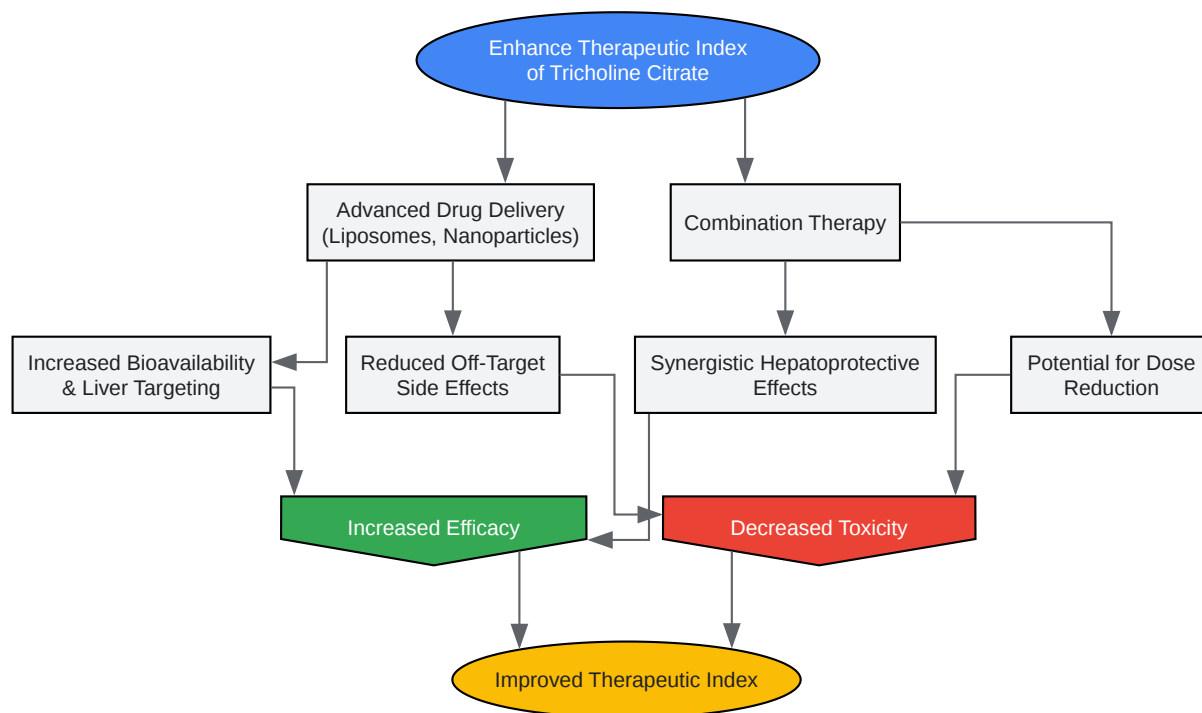 Enhance Therapeutic Index
of Tricholine Citrate
Advanced Drug Delivery
(Liposomes, Nanoparticles)
Combination Therapy
Increased Bioavailability
& Liver Targeting
Reduced Off-Target
Side Effects
Synergistic Hepatoprotective
Effects
Potential for Dose
Reduction
Increased Efficacy
Decreased Toxicity
Improved Therapeutic Index